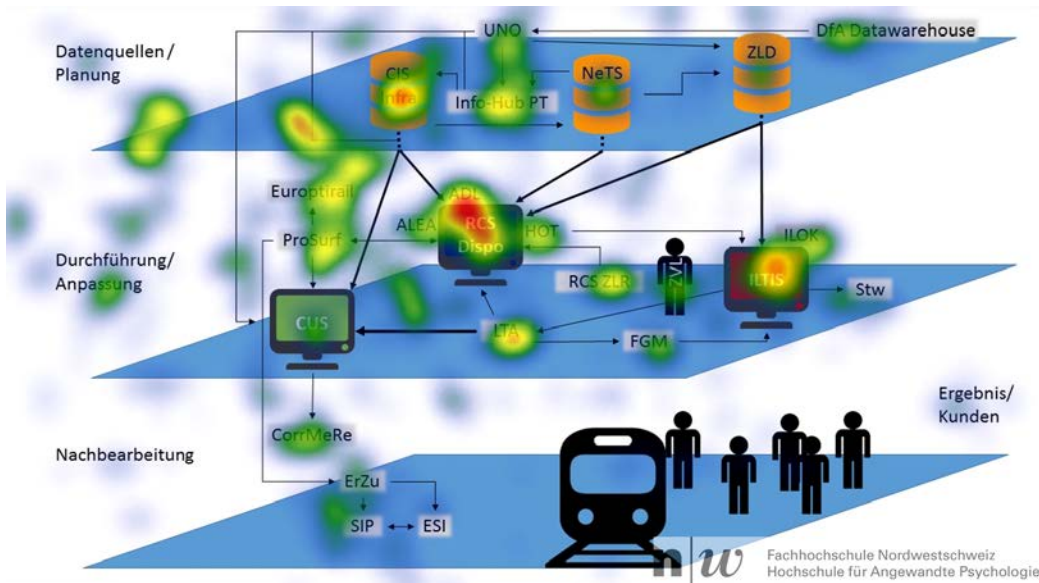 UNO
DfA Datawarehouse
Datenquellen /
Planung
CIS
Infra
Info-Hub PT
NeTS
ZLD
Europtirail
ADL
ALEA
RCS
Dispo
HOT
ProSurf
ILOK
Durchführung/
Anpassung
RCS ZLR
ZVL
ILTIS
Stw
CUS
LTA
FGM
Ergebnis/
Kunden
CorrMeRe
Nachbearbeitung
ErZu
SIP
ESI
n w
Fachhochschule Nordwestschweiz
Hochschule für Angewandte Psychologie